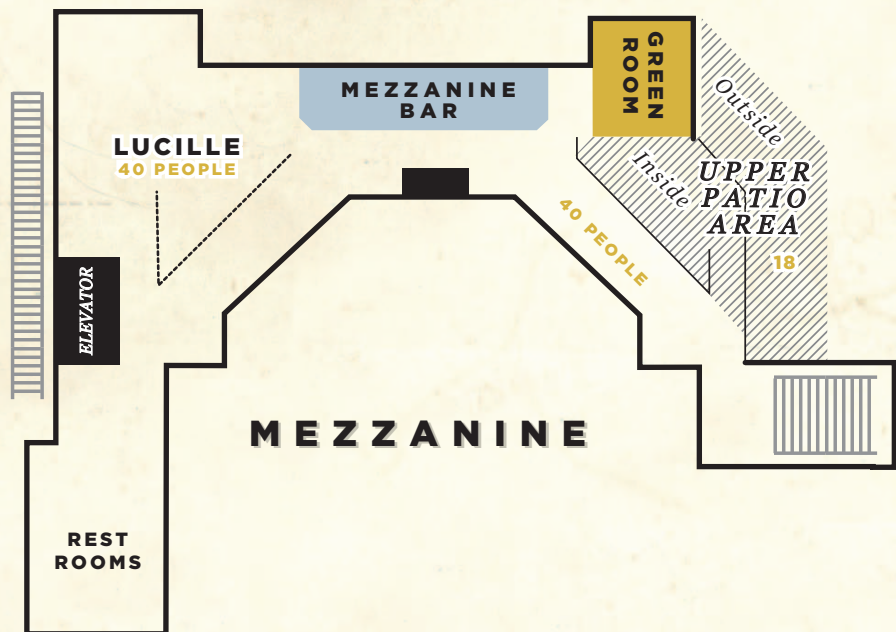 MEZZANINE
BAR
GREEN
ROOM
Outside
LUCILLE
40 PEOPLE
Inside
UPPER
PATIO
AREA
18
40 PEOPLE
ELEVATOR
MEZZANINE
REST
ROOMS